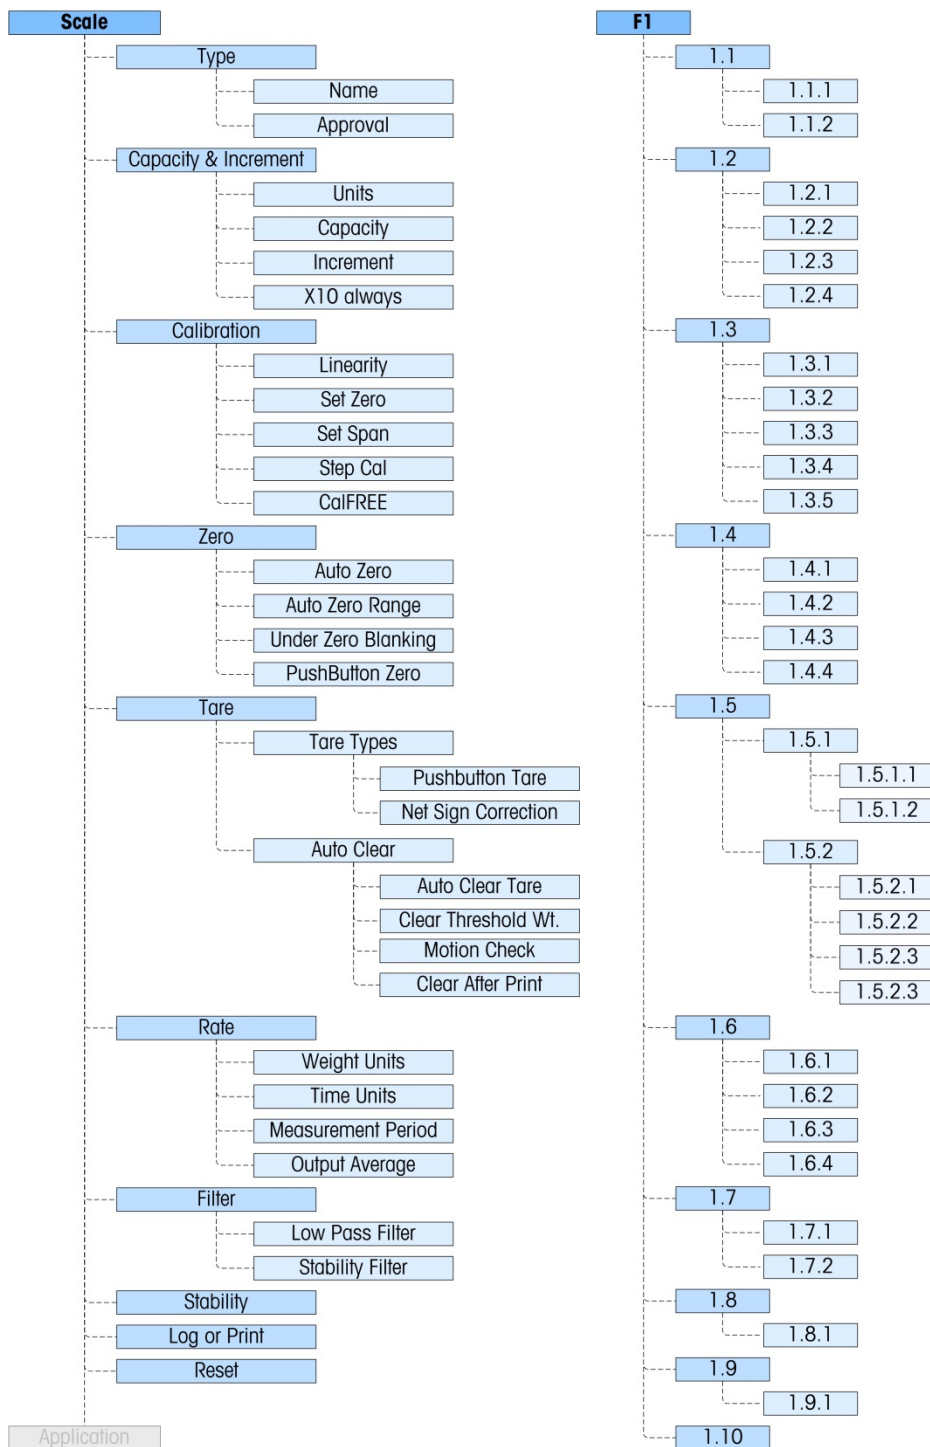 Scale
Type
Name
Approval
Capacity & Increment
Units
Capacity
Increment
X10 always
Calibration
Linearity
Set Zero
Set Span
Step Cal
CalFREE
Zero
Auto Zero
Auto Zero Range
Under Zero Blanking
PushButton Zero
Tare
Tare Types
Pushbutton Tare
Net Sign Correction
Auto Clear
Auto Clear Tare
Clear Threshold Wt.
Motion Check
Clear After Print
Rate
Weight Units
Time Units
Measurement Period
Output Average
Filter
Low Pass Filter
Stability Filter
Stability
Log or Print
Reset
Application
F1
1.1
1.1.1
1.1.2
1.2
1.2.1
1.2.2
1.2.3
1.2.4
1.3
1.3.1
1.3.2
1.3.3
1.3.4
1.3.5
1.4
1.4.1
1.4.2
1.4.3
1.4.4
1.5
1.5.1
1.5.1.1
1.5.1.2
1.5.2
1.5.2.1
1.5.2.2
1.5.2.3
1.5.2.3
1.6
1.6.1
1.6.2
1.6.3
1.6.4
1.7
1.7.1
1.7.2
1.8
1.8.1
1.9
1.9.1
1.10